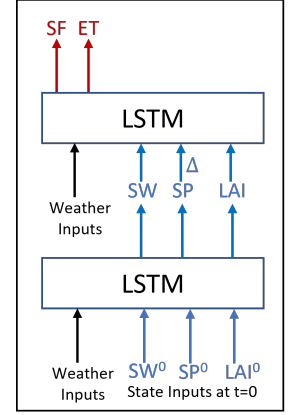 SF ET
LSTM
Δ
SW SP LAI
Weather
Inputs
LSTM
SW⁰ SP⁰ LAI⁰
Weather
Inputs
State Inputs at t=0